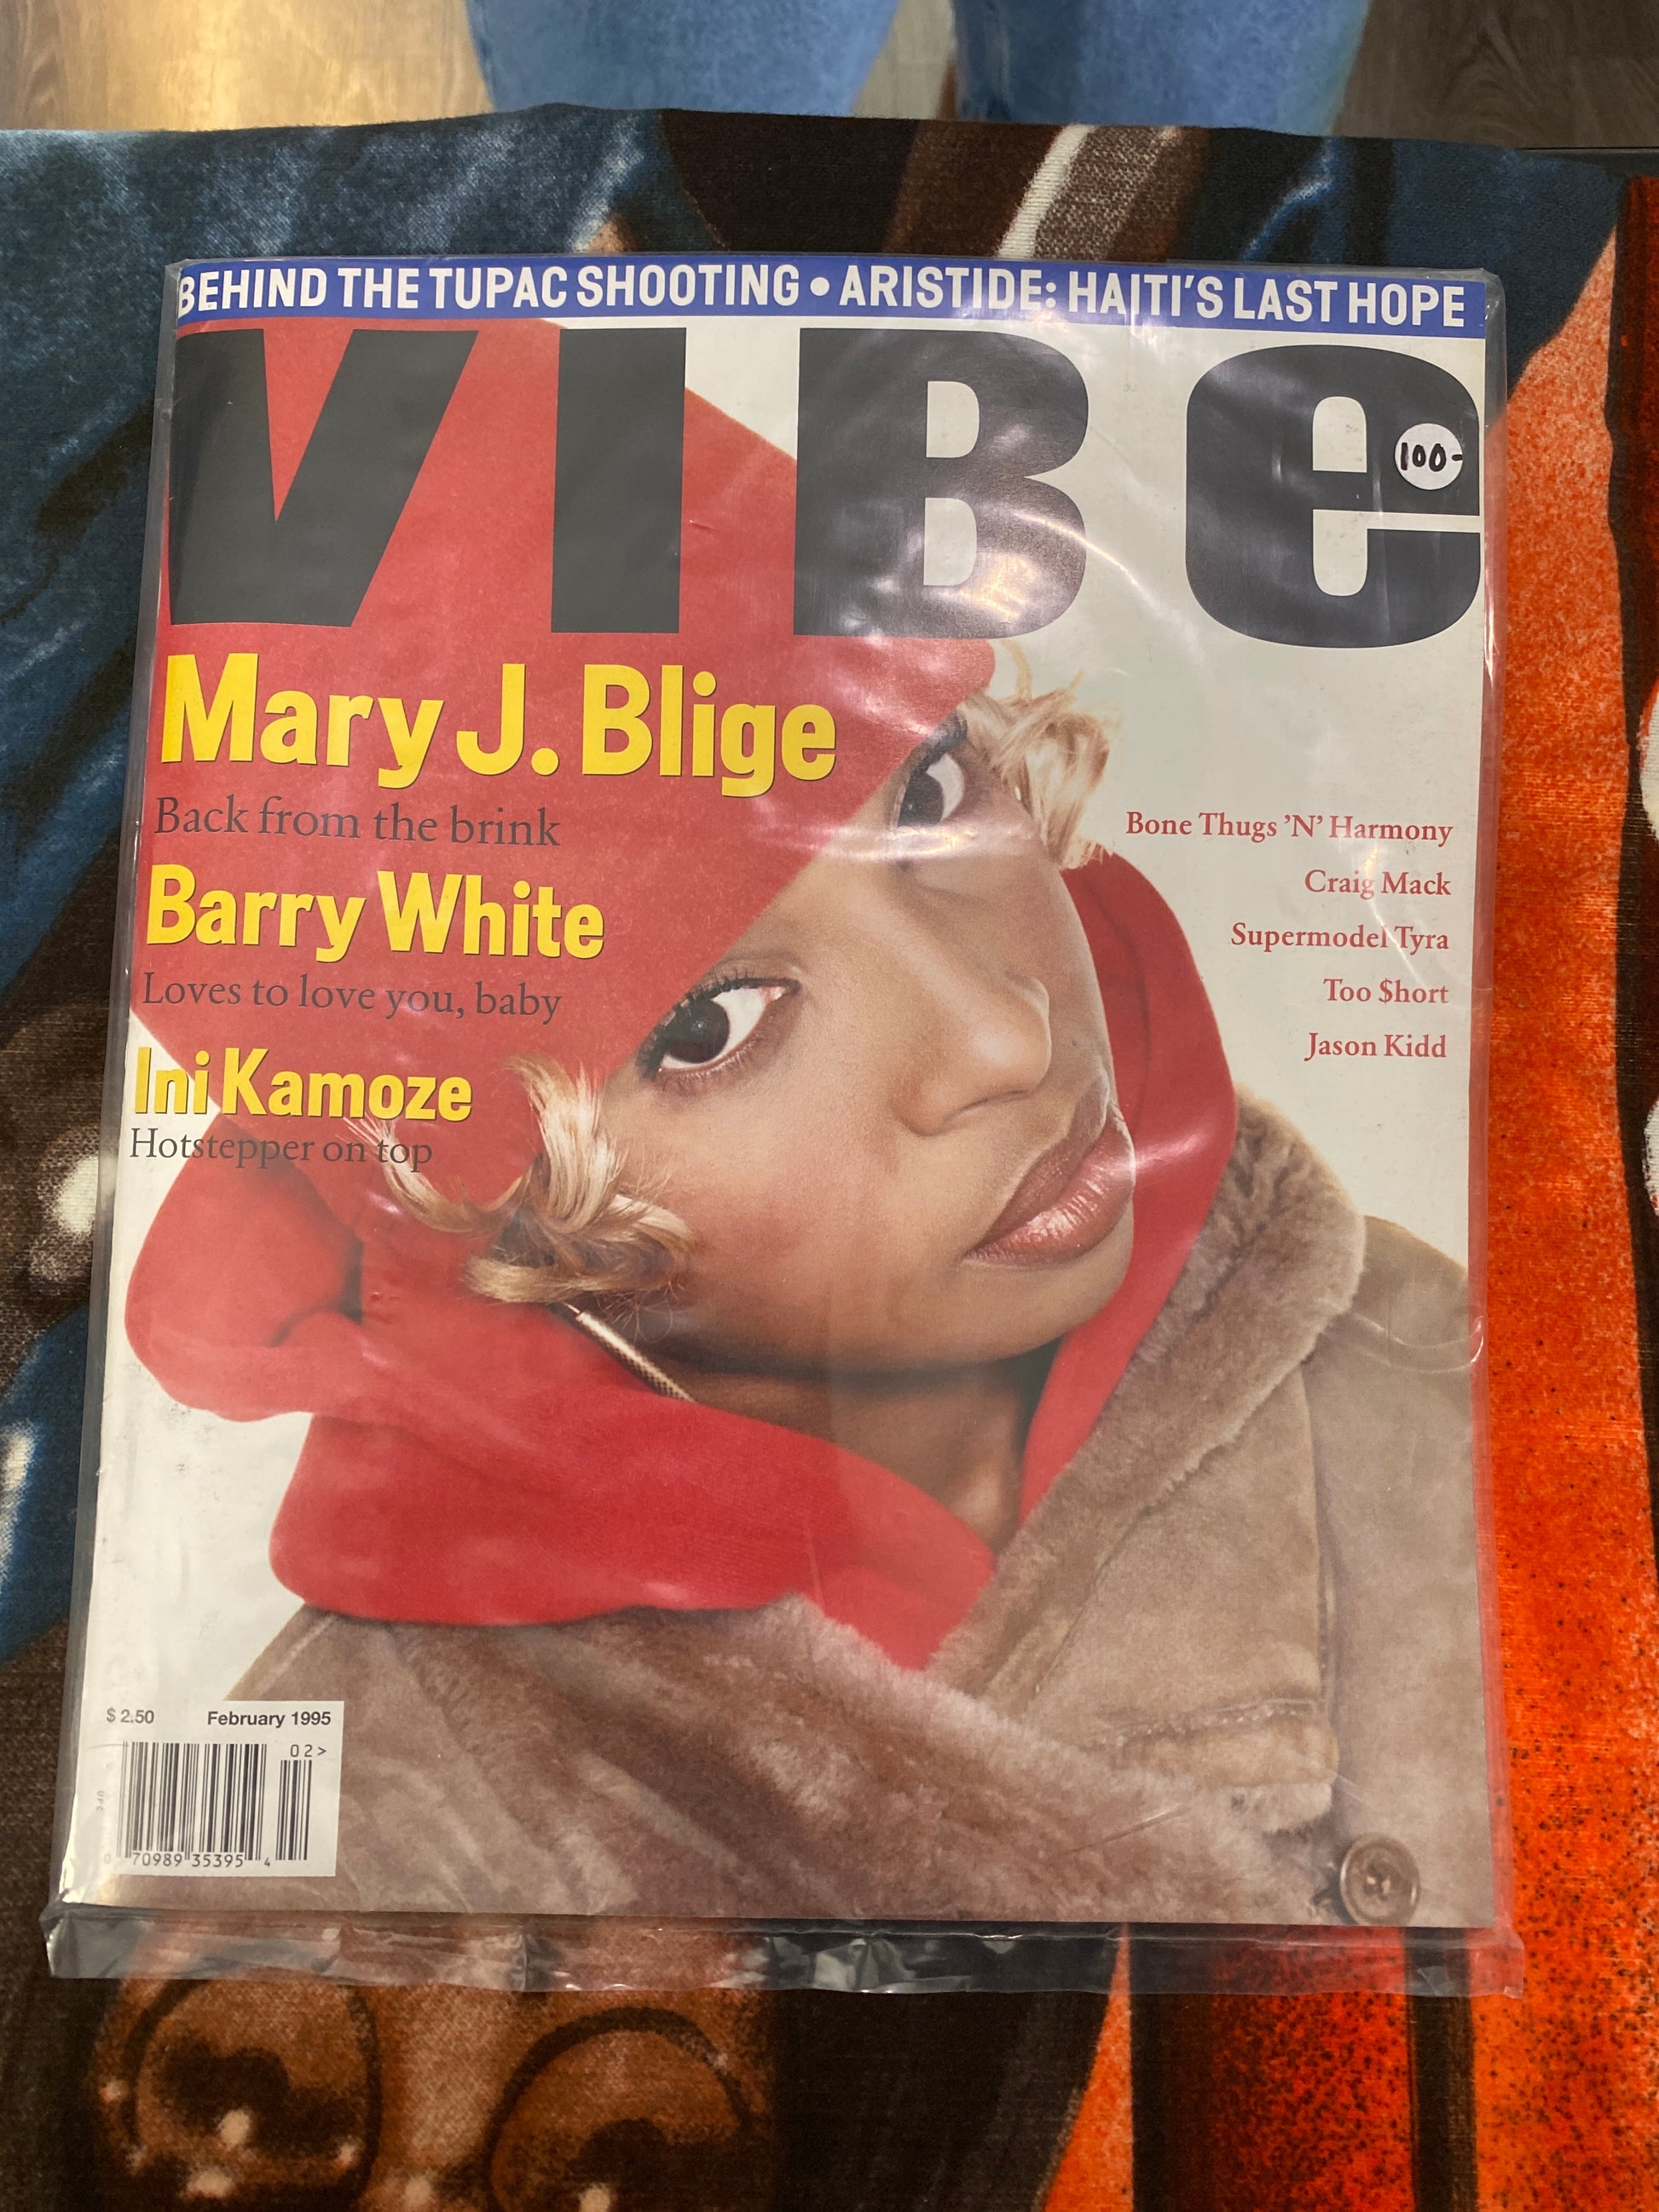 BEHIND THE TUPAC SHOOTING • ARISTIDE: HAITI'S LAST HOPE
VIBe
100-
Mary J. Blige
Back from the brink
Barry White
Loves to love you, baby
Ini Kamoze
Hotstepper on top
Bone Thugs 'N' Harmony
Craig Mack
Supermodel Tyra
Too $hort
Jason Kidd
$2.50 February 1995
02>
0 70989 35395 4